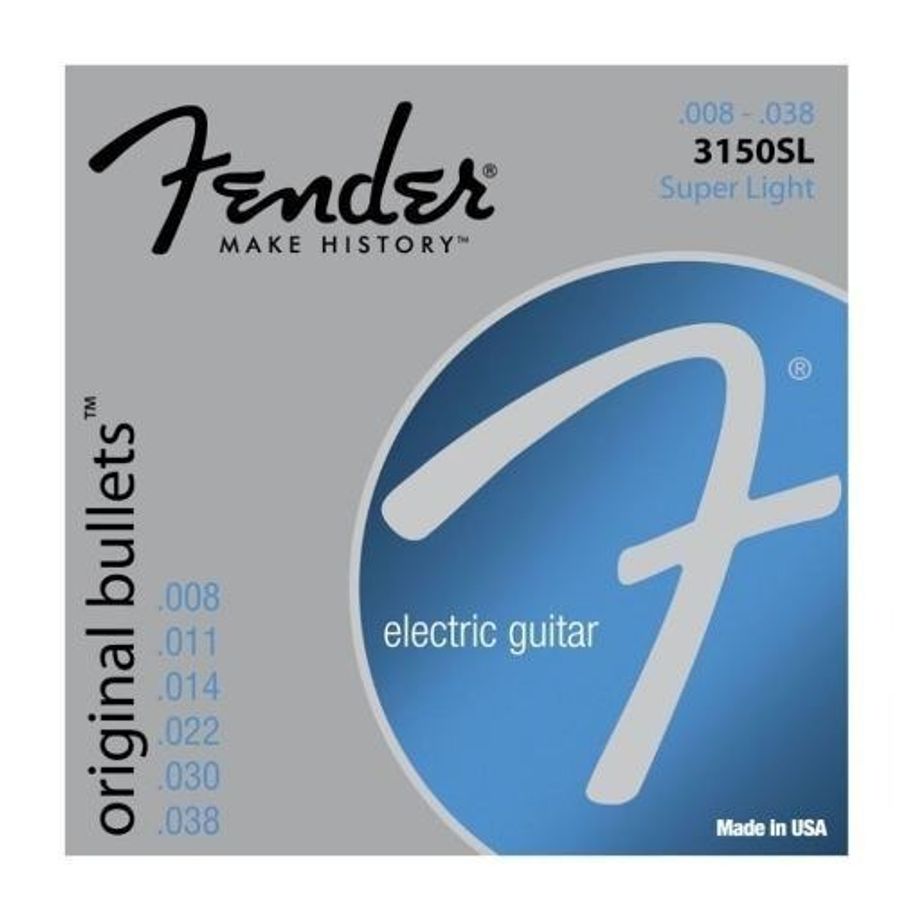 Fender®
MAKE HISTORY™
.008 - .038
3150SL
Super Light
®
original bullets™
.008
.011
.014
.022
.030
.038
electric guitar
Made in USA